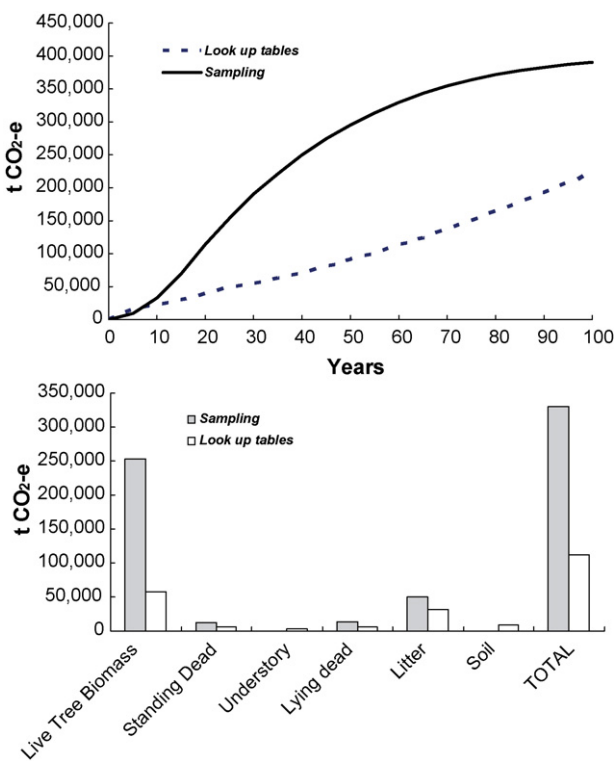 450,000
400,000
350,000
300,000
250,000
200,000
150,000
100,000
50,000
0
t CO2-e
Look up tables
Sampling
0 10 20 30 40 50 60 70 80 90 100
Years
350,000
300,000
250,000
200,000
150,000
100,000
50,000
0
t CO2-e
Sampling
Look up tables
Live Tree Biomass
Standing Dead
Understory
Lying dead
Litter
Soil
TOTAL